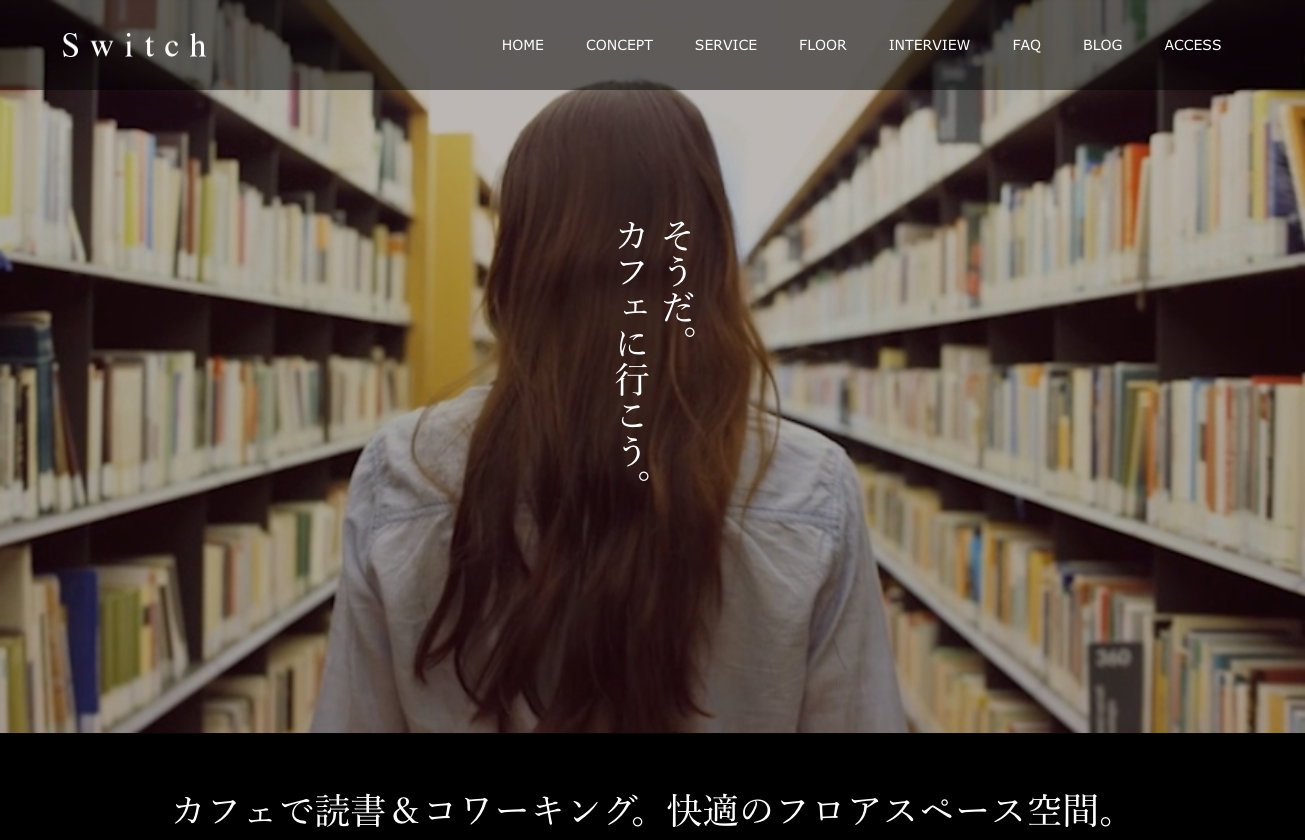 Switch
HOME
CONCEPT
SERVICE
FLOOR
INTERVIEW
FAQ
BLOG
ACCESS
そうだ。
カフェに行こう。
360
カフェで読書＆コワーキング。快適のフロアスペース空間。